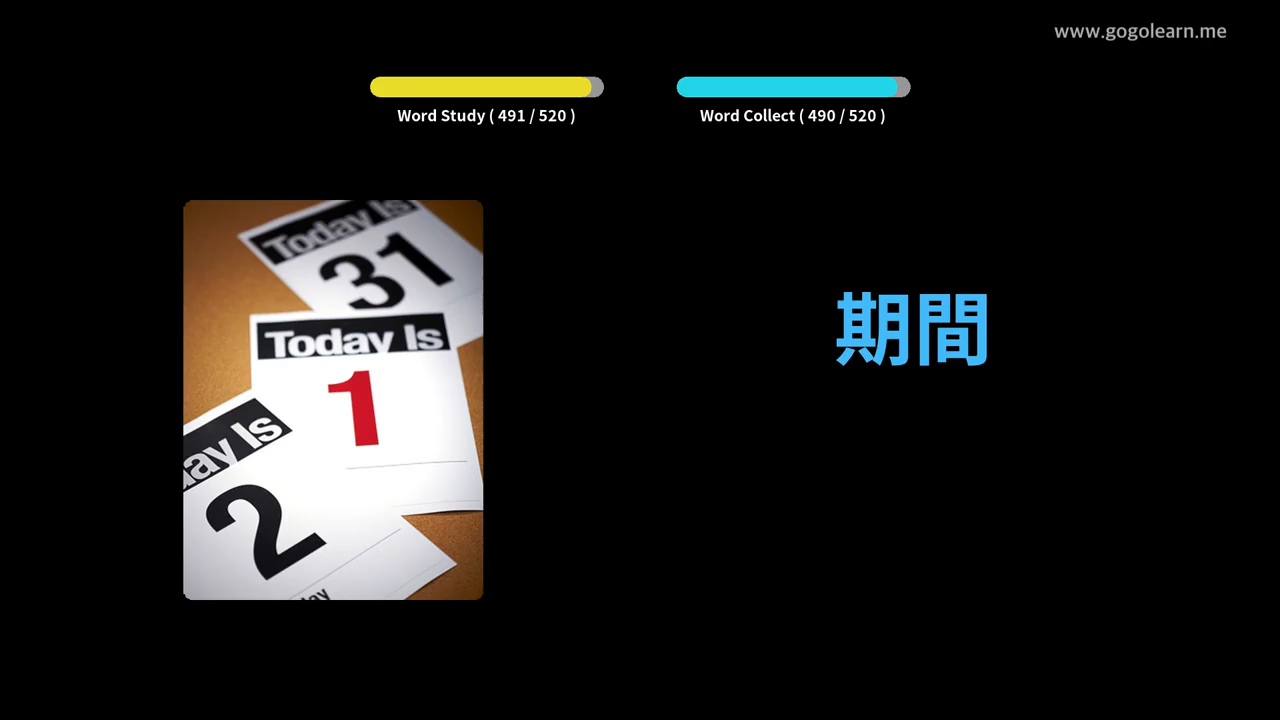 www.gogolearn.me
Word Study ( 491 / 520 )
Word Collect ( 490 / 520 )
Today Is
31
Today Is
1
ay Is
2
期間